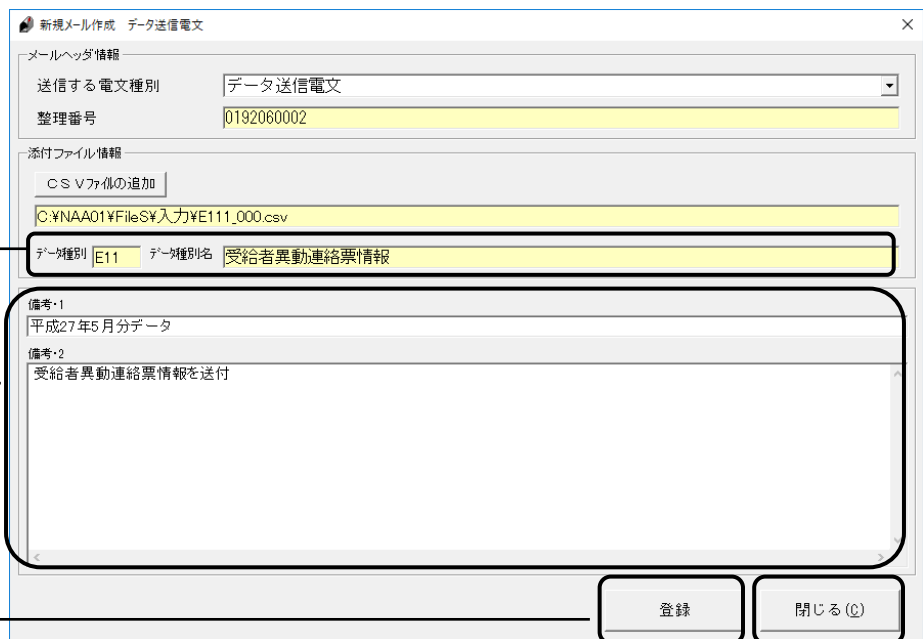 新規メール作成　データ送信電文
メールヘッダ情報
送信する電文種別
データ送信電文
整理番号
0192060002
添付ファイル情報
ＣＳＶﾌｧｲﾙの追加
C:¥NAA01¥FileS¥入力¥E111_000.csv
ﾃﾞｰﾀ種別 E11 ﾃﾞｰﾀ種別名 受給者異動連絡票情報
備考・1
平成27年5月分データ
備考・2
受給者異動連絡票情報を送付
登録
閉じる(C)